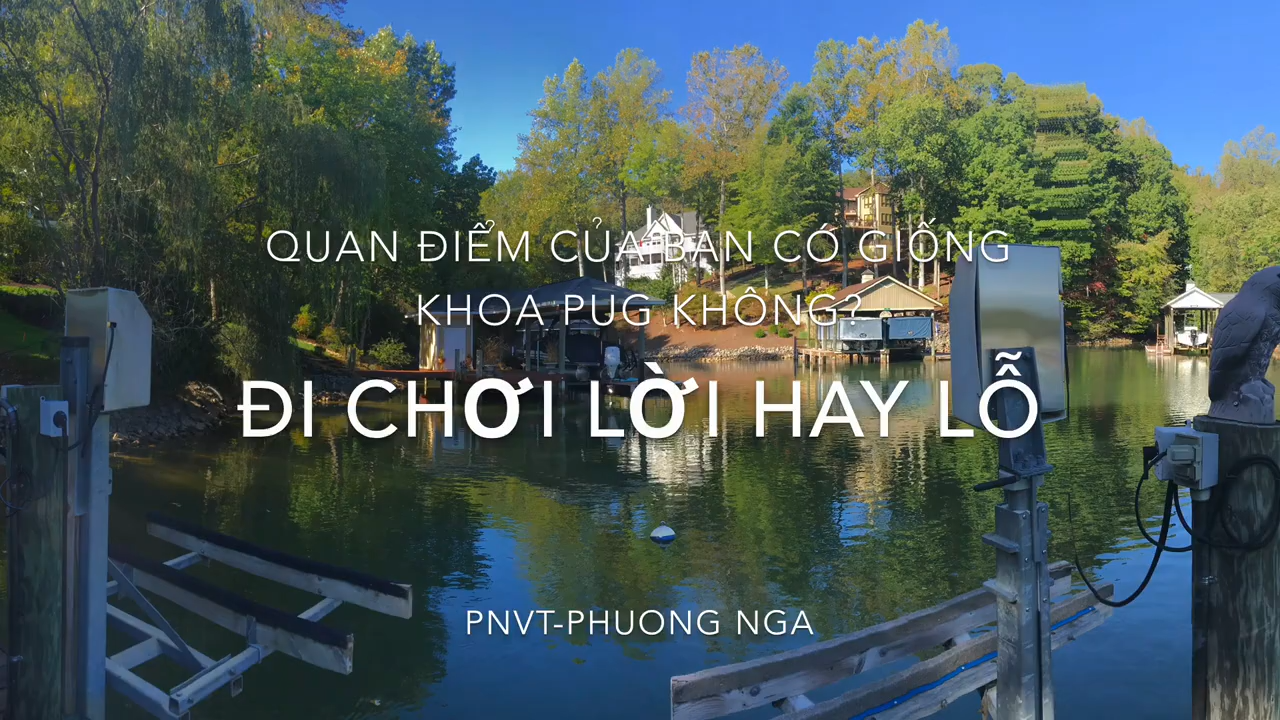 QUAN ĐIỂM CỦA BẠN CÓ GIỐNG
KHOA PUG KHÔNG?
ĐI CHƠI LỜI HAY LỖ
PNVT-PHUONG NGA